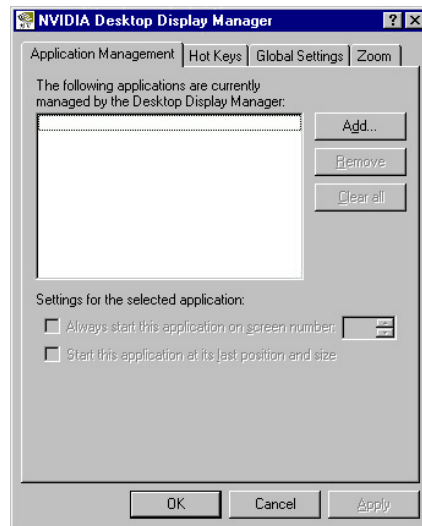 NVIDIA Desktop Display Manager
Application Management Hot Keys Global Settings Zoom
The following applications are currently
managed by the Desktop Display Manager:
Add...
Remove
Clear all
Settings for the selected application:
Always start this application on screen number:
Start this application at its last position and size
OK Cancel Apply